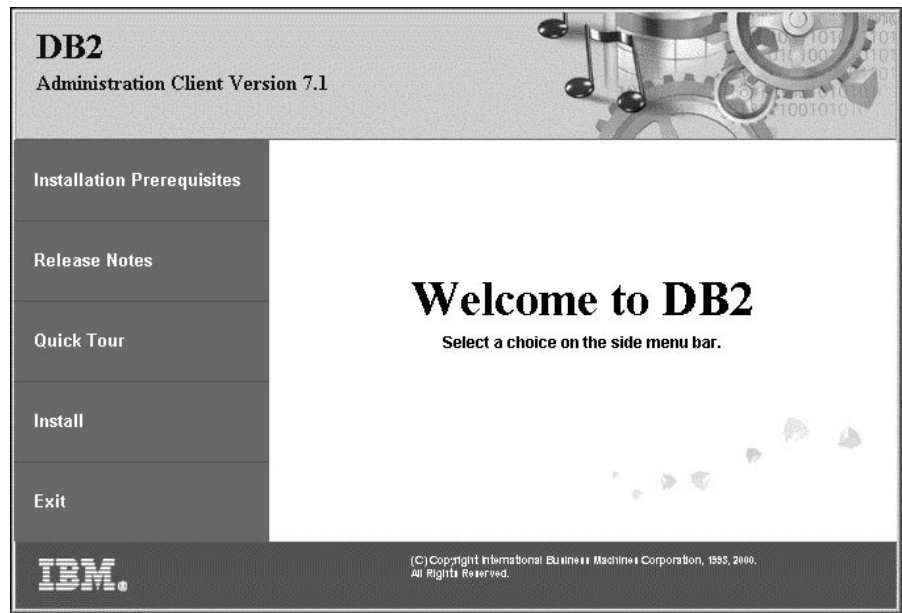 DB2
Administration Client Version 7.1
Installation Prerequisites
Release Notes
Quick Tour
Install
Exit
Welcome to DB2
Select a choice on the side menu bar.
IBM®
(C) Copyright International Business Machines Corporation, 1993, 2000.
All Rights Reserved.